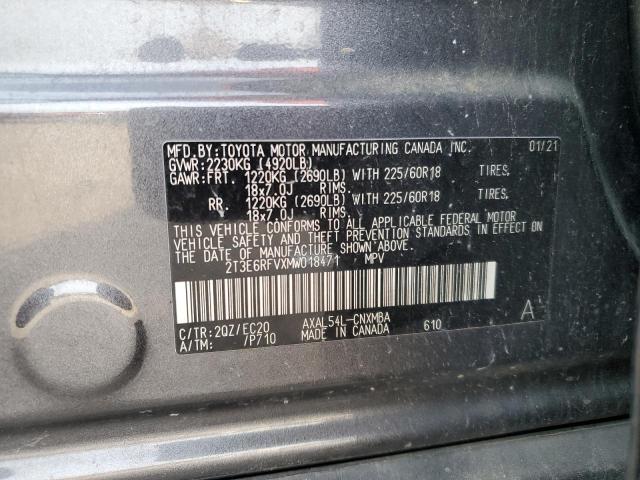 MFD.BY:TOYOTA MOTOR MANUFACTURING CANADA INC. 01/21
GVWR:2230KG (4920LB)
GAWR:FRT. 1220KG (2690LB) WITH 225/60R18 TIRES.
18x7.0J RIMS.
RR. 1220KG (2690LB) WITH 225/60R18 TIRES.
18x7.0J RIMS.
THIS VEHICLE CONFORMS TO ALL APPLICABLE FEDERAL MOTOR
VEHICLE SAFETY AND THEFT PREVENTION STANDARDS IN EFFECT ON
THE DATE OF MANUFACTURE SHOWN ABOVE.
2T3E6RFVXMW018471 MPV
C/TR:2QZ/EC20 AXAL54L-CNXMBA 610 A
A/TM: /P710 MADE IN CANADA